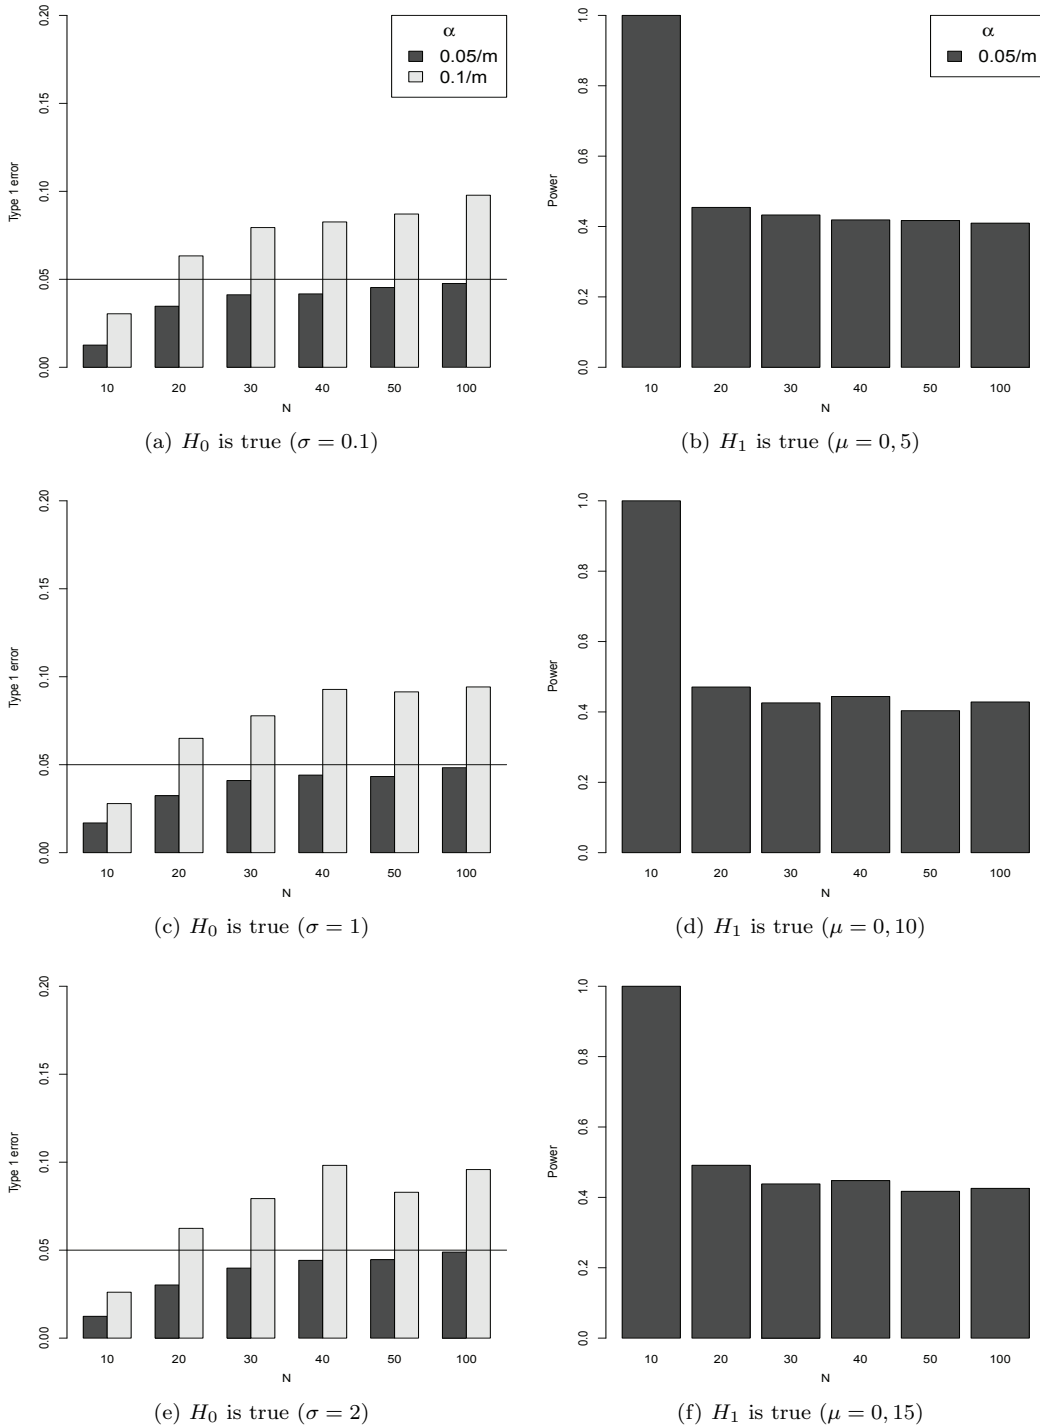 α
0.05/m
0.1/m
Type 1 error
0.00 0.05 0.10 0.15 0.20
10 20 30 40 50 100
N
(a) H0 is true (σ = 0.1)
α
0.05/m
Power
0.0 0.2 0.4 0.6 0.8 1.0
10 20 30 40 50 100
N
(b) H1 is true (μ = 0, 5)
Type 1 error
0.00 0.05 0.10 0.15 0.20
10 20 30 40 50 100
N
(c) H0 is true (σ = 1)
Power
0.0 0.2 0.4 0.6 0.8 1.0
10 20 30 40 50 100
N
(d) H1 is true (μ = 0, 10)
Type 1 error
0.00 0.05 0.10 0.15 0.20
10 20 30 40 50 100
N
(e) H0 is true (σ = 2)
Power
0.0 0.2 0.4 0.6 0.8 1.0
10 20 30 40 50 100
N
(f) H1 is true (μ = 0, 15)